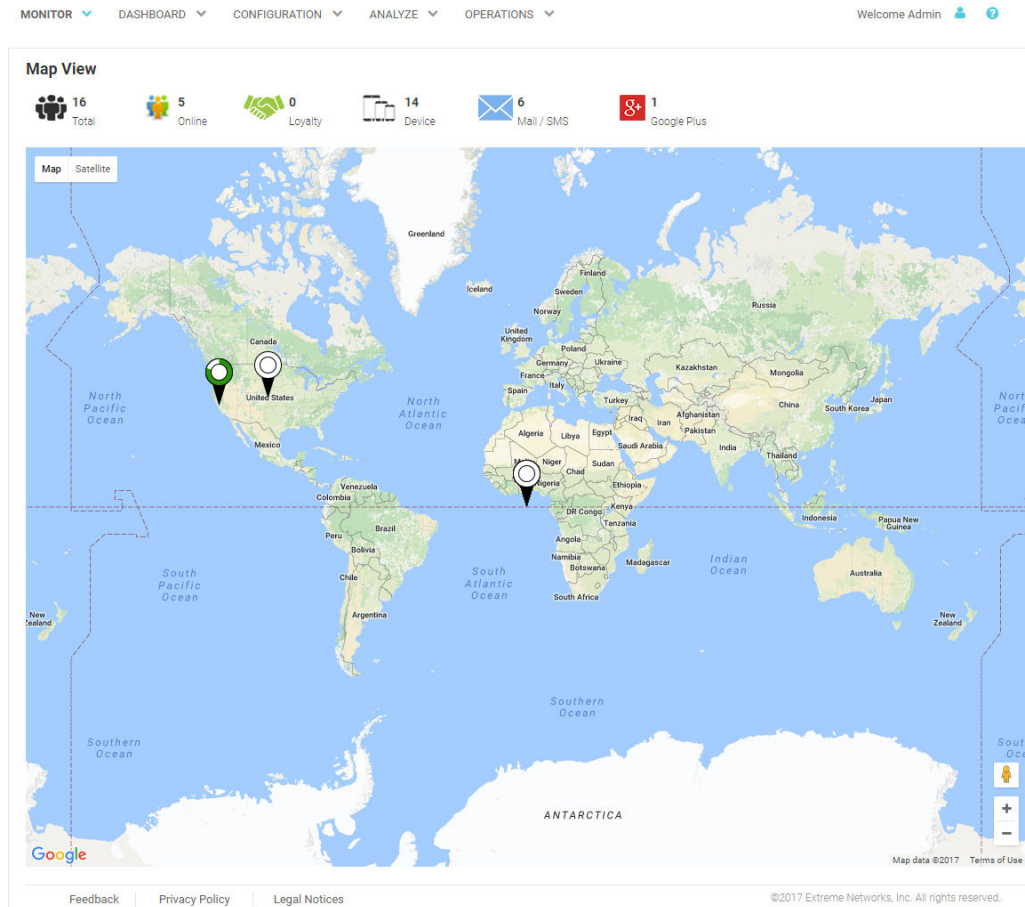 MONITOR DASHBOARD CONFIGURATION ANALYZE OPERATIONS Welcome Admin
Map View
16
Total
5
Online
0
Loyalty
14
Device
6
Mail / SMS
g+
1
Google Plus
Map Satellite
Greenland
Iceland
Finland
Sweden
Norway
Russia
United
Kingdom
Canada
Poland
Germany
Ukraine
France
Kazakhstan
Mongolia
Spain
Italy
United States
Turkey
North
Pacific
Ocean
North
Atlantic
Ocean
China
South Korea
Japan
Afghanistan
Iraq
Iran
Pakistan
Algeria
Libya
Egypt
Saudi Arabia
India
Mexico
Thailand
Niger
Chad
Sudan
Nigeria
Ethiopia
Venezuela
Colombia
Kenya
DR Congo
Tanzania
Indonesia
Papua New
Guinea
Brazil
Peru
Angola
Bolivia
Namibia
Botswana
Madagascar
Indian
Ocean
South
Pacific
Ocean
South
Atlantic
Ocean
Chile
South Africa
Australia
Argentina
New
Zealand
Southern
Ocean
Southern
Ocean
ANTARCTICA
+
−
Google
Map data ©2017 Terms of Use
Feedback Privacy Policy Legal Notices
©2017 Extreme Networks, Inc. All rights reserved.